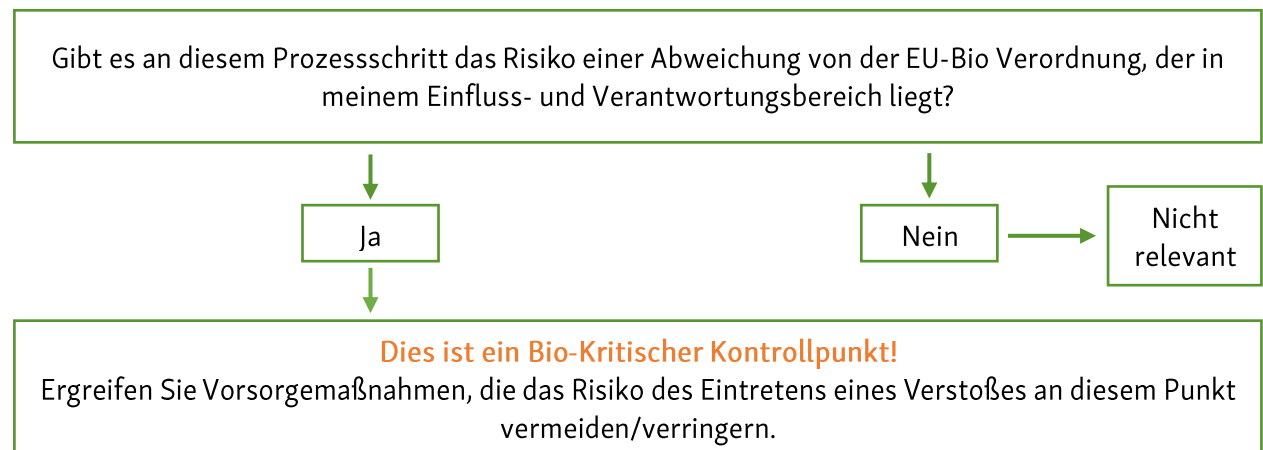 Gibt es an diesem Prozessschritt das Risiko einer Abweichung von der EU-Bio Verordnung, der in
meinem Einfluss- und Verantwortungsbereich liegt?
Ja
Nein
Nicht
relevant
Dies ist ein Bio-Kritischer Kontrollpunkt!
Ergreifen Sie Vorsorgemaßnahmen, die das Risiko des Eintretens eines Verstoßes an diesem Punkt
vermeiden/verringern.